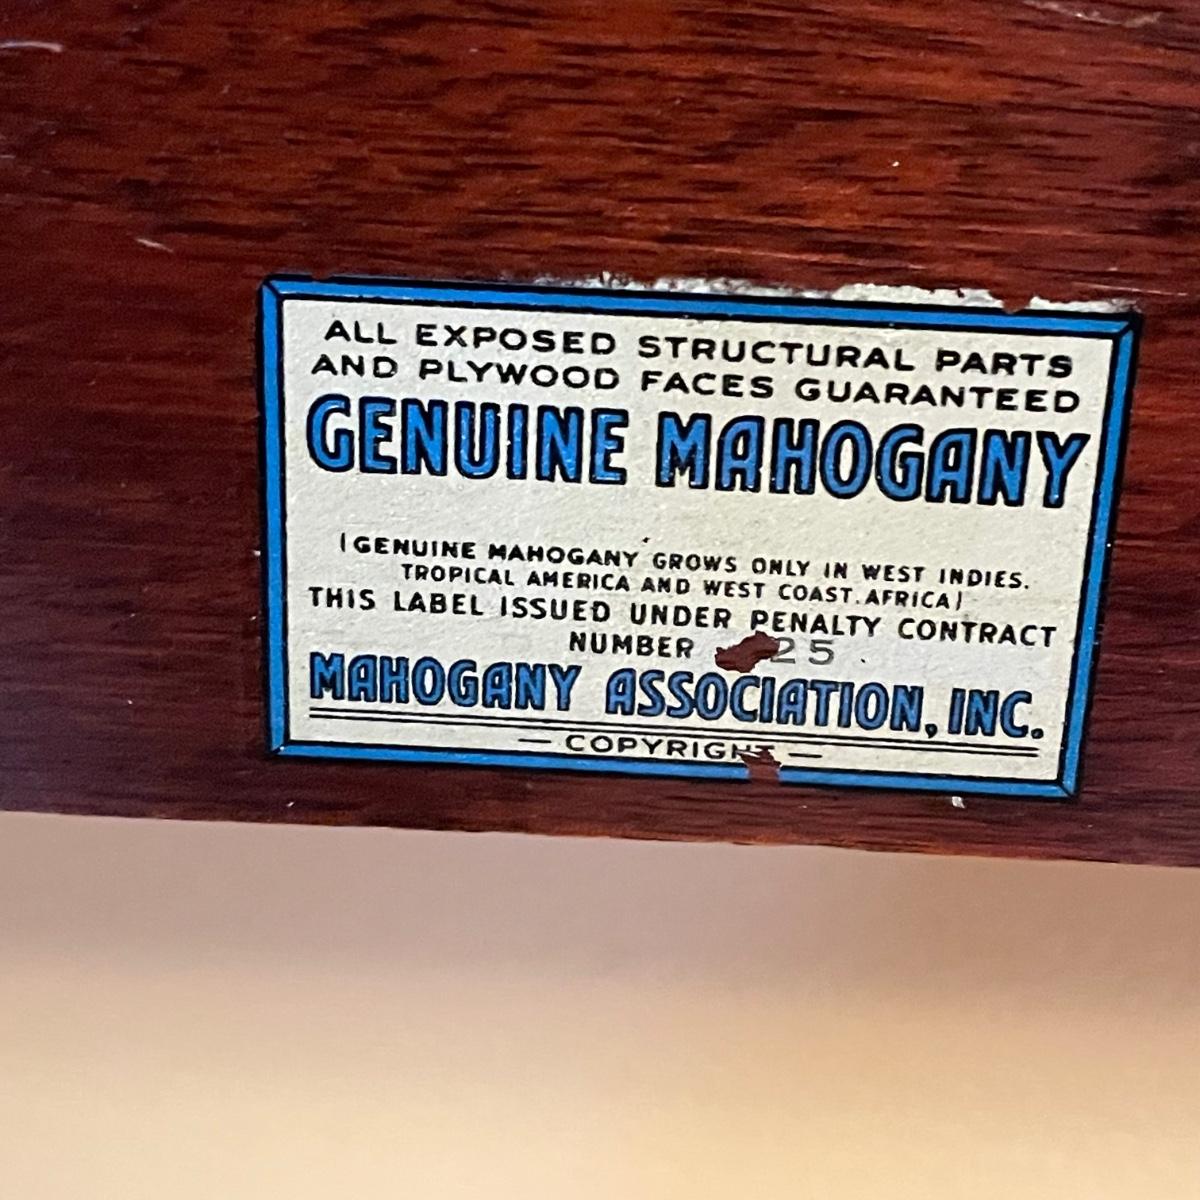 ALL EXPOSED STRUCTURAL PARTS
AND PLYWOOD FACES GUARANTEED
GENUINE MAHOGANY
(GENUINE MAHOGANY GROWS ONLY IN WEST INDIES.
TROPICAL AMERICA AND WEST COAST.AFRICA)
THIS LABEL ISSUED UNDER PENALTY CONTRACT
NUMBER 25
MAHOGANY ASSOCIATION, INC.
— COPYRIGHT —